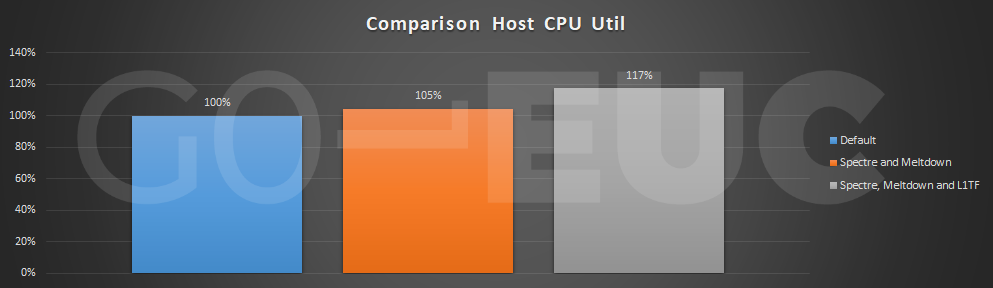 Comparison Host CPU Util
140%
120%
100%
80%
60%
40%
20%
0%
100%
105%
117%
GO-EUC
Default
Spectre and Meltdown
Spectre, Meltdown and L1TF